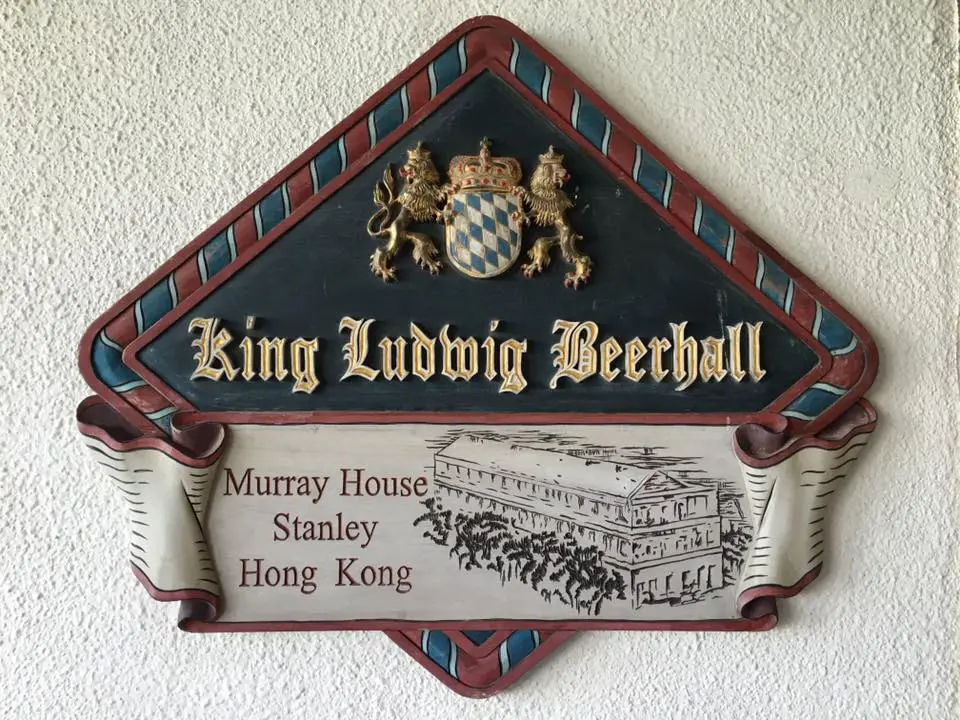 King Ludwig Beerhall
Murray House
Stanley
Hong Kong